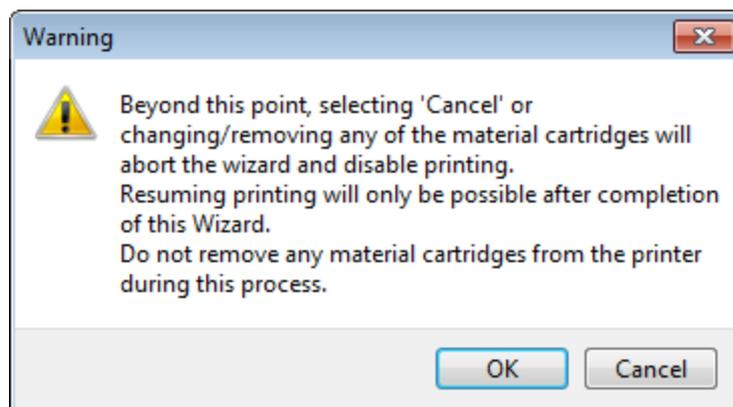 Warning
Beyond this point, selecting 'Cancel' or
changing/removing any of the material cartridges will
abort the wizard and disable printing.
Resuming printing will only be possible after completion
of this Wizard.
Do not remove any material cartridges from the printer
during this process.
OK
Cancel